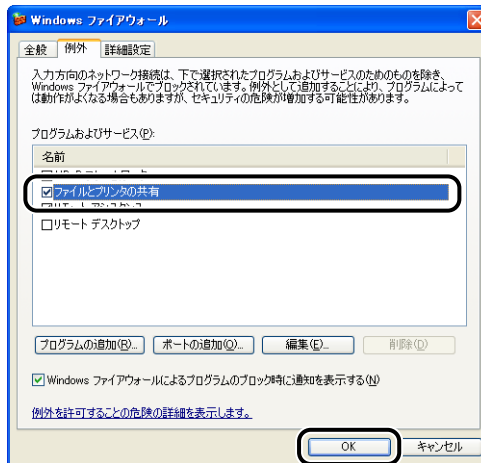 Windows ファイアウォール
全般 例外 詳細設定
入力方向のネットワーク接続は、下で選択されたプログラムおよびサービスのためのものを除き、
Windows ファイアウォールでブロックされています。例外として追加することにより、プログラムによって
は動作がよくなる場合もありますが、セキュリティの危険が増加する可能性があります。
プログラムおよびサービス(P):
名前
ファイルとプリンタの共有
リモート アシスタンス
リモート デスクトップ
プログラムの追加(R)... ポートの追加(O)... 編集(E)... 削除(D)
Windows ファイアウォールによるプログラムのブロック時に通知を表示する(N)
例外を許可することの危険の詳細を表示します。
OK キャンセル